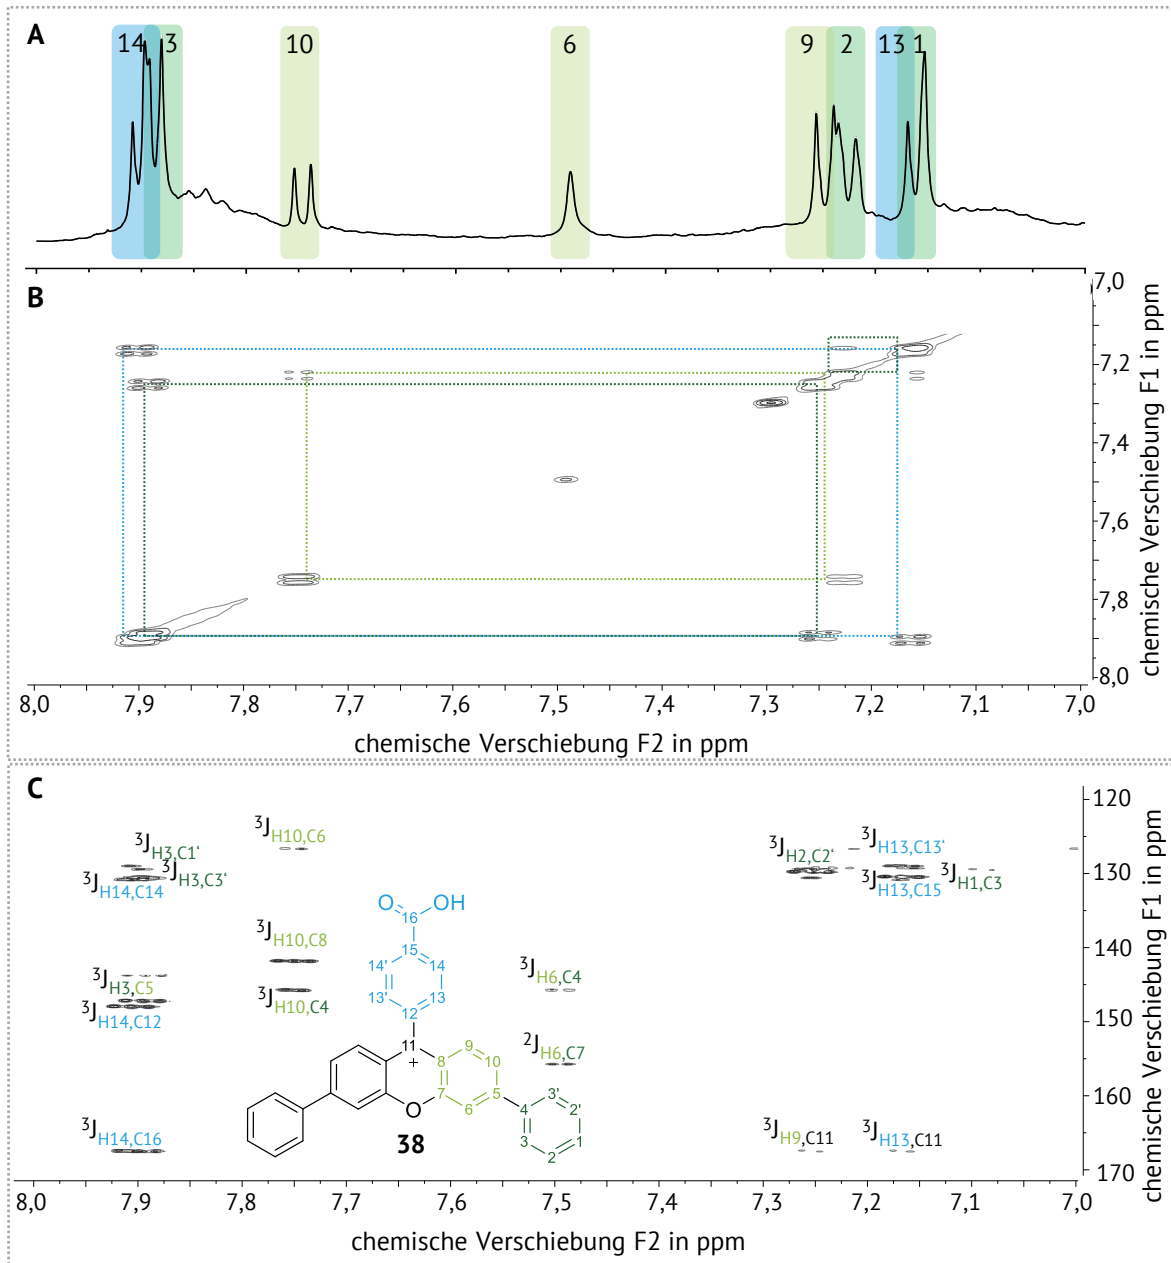 A
14 3 10 6 9 2 13 1
B
7,0
7,2
7,4
7,6
7,8
8,0
chemische Verschiebung F1 in ppm
8,0 7,9 7,8 7,7 7,6 7,5 7,4 7,3 7,2 7,1 7,0
chemische Verschiebung F2 in ppm
C
120
130
140
150
160
170
chemische Verschiebung F1 in ppm
³J H10,C6
³J H3,C1'
³J H3,C3'
³J H14,C14
³J H2,C2'
³J H13,C13'
³J H13,C15
³J H1,C3
³J H10,C8
³J H3,C5
³J H10,C4
³J H14,C12
³J H6,C4
²J H6,C7
³J H14,C16
³J H9,C11
³J H13,C11
O OH
16
15
14' 14
13' 13
12
11
+
8 9
10
7 5
6
O
4 3'
2'
3 1
2
38
8,0 7,9 7,8 7,7 7,6 7,5 7,4 7,3 7,2 7,1 7,0
chemische Verschiebung F2 in ppm